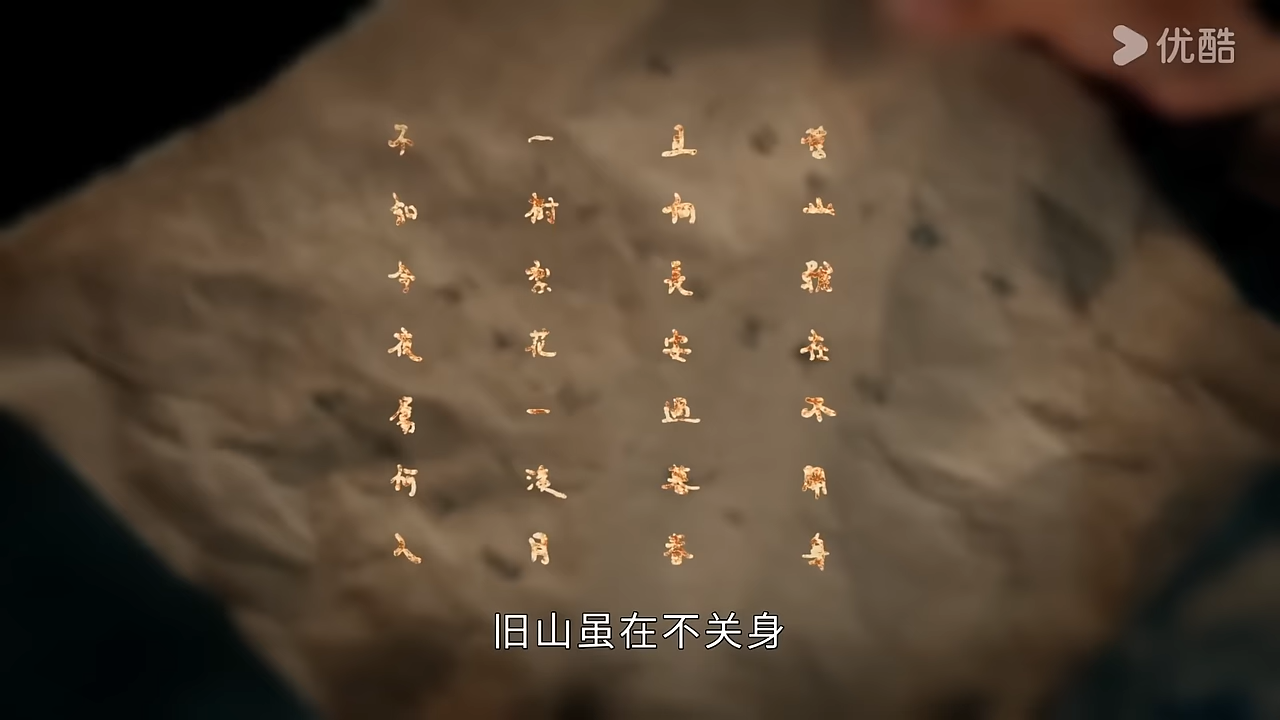 优酷
舊山雖在不關身
且向長安過暮春
一樹梨花一溪月
不知今夜屬何人
旧山虽在不关身